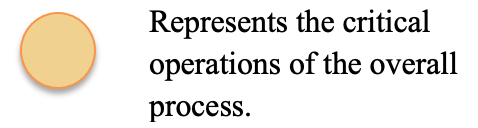 Represents the critical
operations of the overall
process.